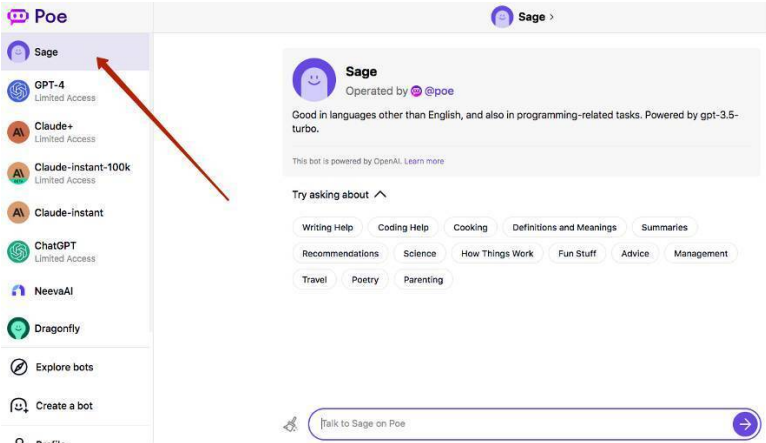 Poe
Sage >
Sage
GPT-4
Limited Access
Claude+
Limited Access
Claude-instant-100k
Limited Access
Claude-instant
ChatGPT
Limited Access
NeevaAI
Dragonfly
Explore bots
Create a bot
Sage
Operated by @poe
Good in languages other than English, and also in programming-related tasks. Powered by gpt-3.5-
turbo.
This bot is powered by OpenAI. Learn more
Try asking about
Writing Help Coding Help Cooking Definitions and Meanings Summaries
Recommendations Science How Things Work Fun Stuff Advice Management
Travel Poetry Parenting
Talk to Sage on Poe